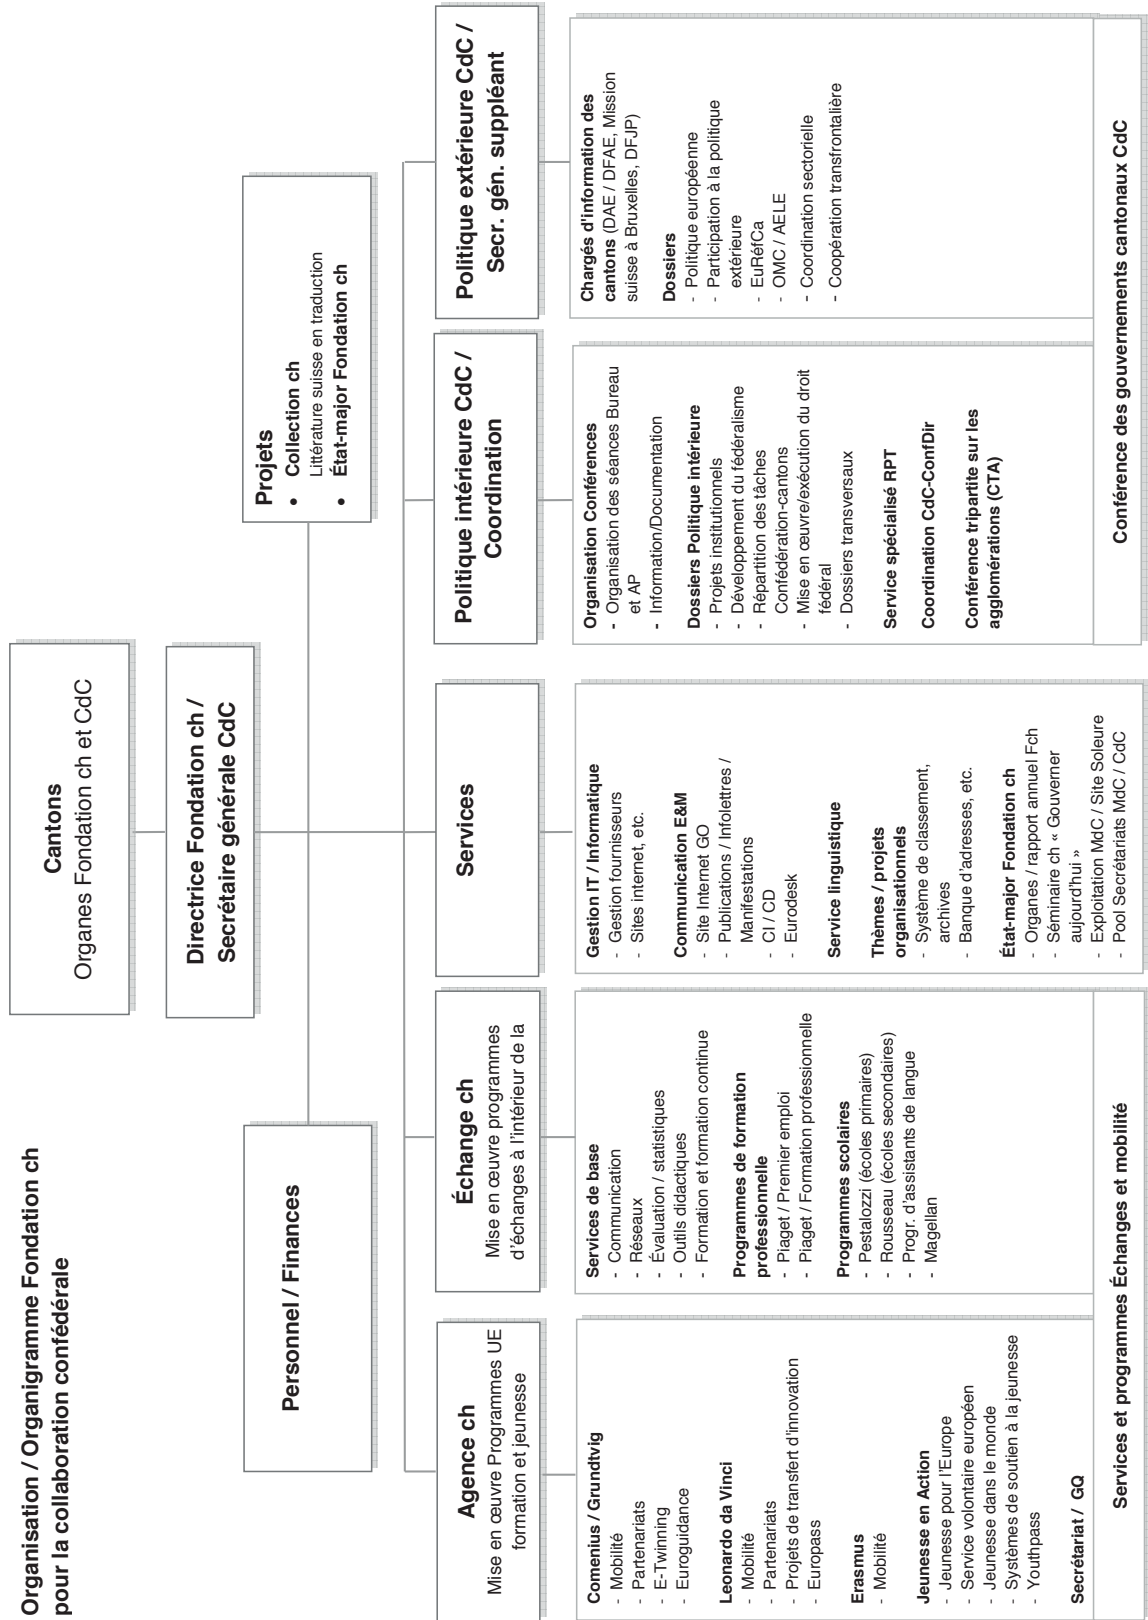 Organisation / Organigramme Fondation ch
pour la collaboration confédérale
Cantons
Organes Fondation ch et CdC
Directrice Fondation ch /
Secrétaire générale CdC
Personnel / Finances
Projets
• Collection ch
Littérature suisse en traduction
• État-major Fondation ch
Agence ch
Mise en œuvre Programmes UE
formation et jeunesse
Échange ch
Mise en œuvre programmes
d'échanges à l'intérieur de la
Services
Politique intérieure CdC /
Coordination
Politique extérieure CdC /
Secr. gén. suppléant
Comenius / Grundtvig
- Mobilité
- Partenariats
- E-Twinning
- Euroguidance
Leonardo da Vinci
- Mobilité
- Partenariats
- Projets de transfert d'innovation
- Europass
Erasmus
- Mobilité
Jeunesse en Action
- Jeunesse pour l'Europe
- Service volontaire européen
- Jeunesse dans le monde
- Systèmes de soutien à la jeunesse
- Youthpass
Secrétariat / GQ
Services de base
- Communication
- Réseaux
- Évaluation / statistiques
- Outils didactiques
- Formation et formation continue
Programmes de formation
professionnelle
- Piaget / Premier emploi
- Piaget / Formation professionnelle
Programmes scolaires
- Pestalozzi (écoles primaires)
- Rousseau (écoles secondaires)
- Progr. d'assistants de langue
- Magellan
Services et programmes Échanges et mobilité
Gestion IT / Informatique
- Gestion fournisseurs
- Sites internet, etc.
Communication E&M
- Site Internet GO
- Publications / Infolettres /
Manifestations
- CI / CD
- Eurodesk
Service linguistique
Thèmes / projets
organisationnels
- Système de classement,
archives
- Banque d'adresses, etc.
État-major Fondation ch
- Organes / rapport annuel Fch
- Séminaire ch « Gouverner
aujourd'hui »
- Exploitation MdC / Site Soleure
- Pool Secrétariats MdC / CdC
Organisation Conférences
- Organisation des séances Bureau
et AP
- Information/Documentation
Dossiers Politique intérieure
- Projets institutionnels
- Développement du fédéralisme
- Répartition des tâches
Confédération-cantons
- Mise en œuvre/exécution du droit
fédéral
- Dossiers transversaux
Service spécialisé RPT
Coordination CdC-ConfDir
Conférence tripartite sur les
agglomérations (CTA)
Chargés d'information des
cantons (DAE / DFAE, Mission
suisse à Bruxelles, DFJP)
Dossiers
- Politique européenne
- Participation à la politique
extérieure
- EuRéfCa
- OMC / AELE
- Coordination sectorielle
- Coopération transfrontalière
Conférence des gouvernements cantonaux CdC